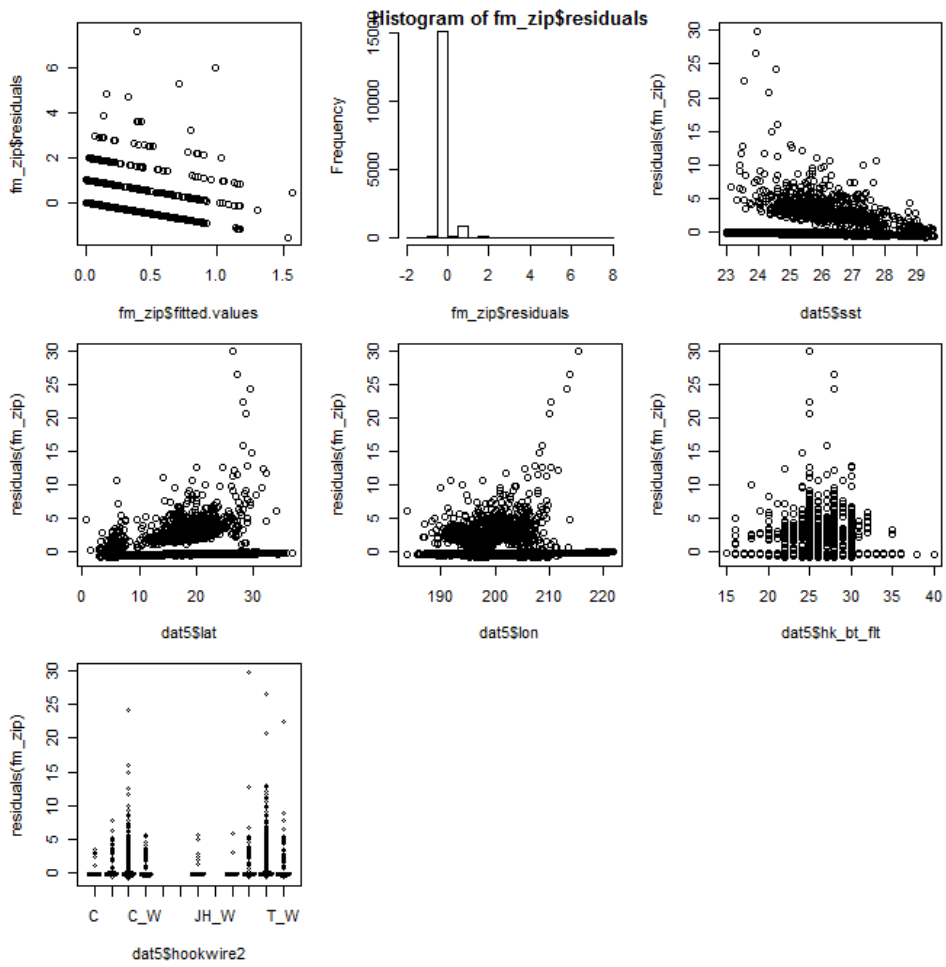 Histogram of fm_zip$residuals
fm_zip$residuals
0 2 4 6
0.0 0.5 1.0 1.5
fm_zip$fitted.values
Frequency
0 5000 15000
-2 0 2 4 6 8
fm_zip$residuals
residuals(fm_zip)
0 5 10 15 20 25 30
23 24 25 26 27 28 29
dat5$sst
residuals(fm_zip)
0 5 10 15 20 25 30
0 10 20 30
dat5$lat
residuals(fm_zip)
0 5 10 15 20 25 30
190 200 210 220
dat5$lon
residuals(fm_zip)
0 5 10 15 20 25 30
15 20 25 30 35 40
dat5$hk_bt_flt
residuals(fm_zip)
0 5 10 15 20 25 30
C C_W JH_W T_W
dat5$hookwire2